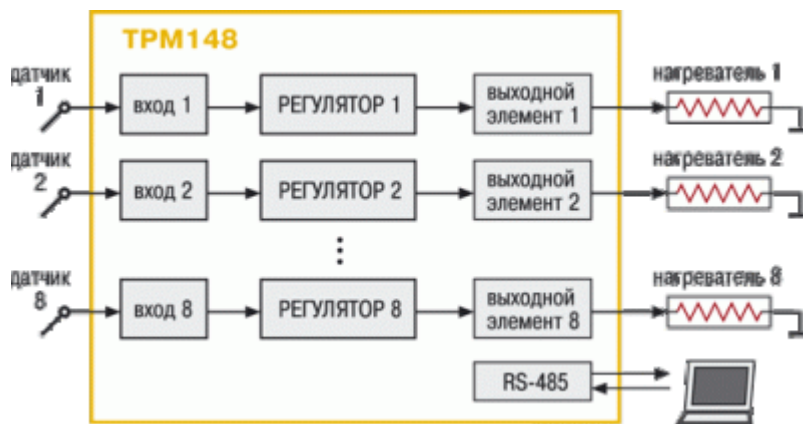 ТРМ148
датчик
1
вход 1
РЕГУЛЯТОР 1
выходной
элемент 1
нагреватель 1
датчик
2
вход 2
РЕГУЛЯТОР 2
выходной
элемент 2
нагреватель 2
датчик
8
вход 8
РЕГУЛЯТОР 8
выходной
элемент 8
нагреватель 8
RS-485